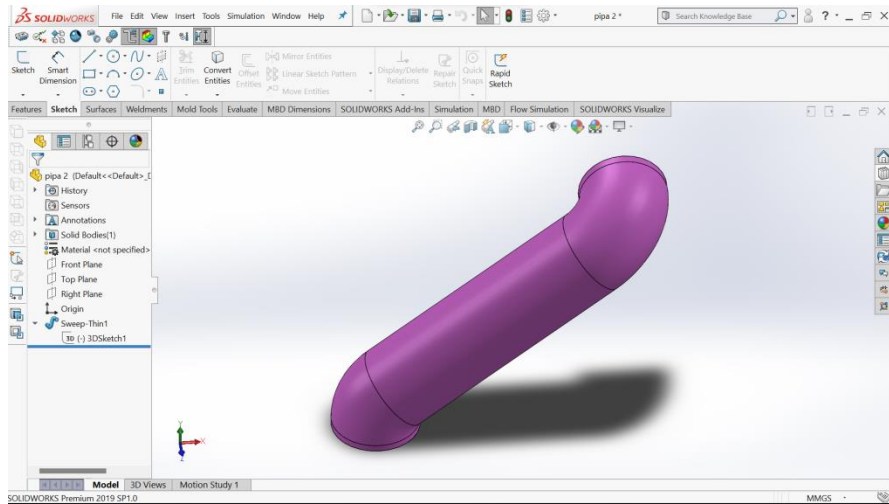 SOLIDWORKS File Edit View Insert Tools Simulation Window Help pipa 2 * Search Knowledge Base
Sketch Smart Dimension Trim Entities Convert Entities Offset Entities Mirror Entities Linear Sketch Pattern Move Entities Display/Delete Relations Repair Sketch Quick Snaps Rapid Sketch
Features Sketch Surfaces Weldments Mold Tools Evaluate MBD Dimensions SOLIDWORKS Add-Ins Simulation MBD Flow Simulation SOLIDWORKS Visualize
pipa 2 (Default<<Default>_D
History
Sensors
Annotations
Solid Bodies(1)
Material <not specified>
Front Plane
Top Plane
Right Plane
Origin
Sweep-Thin1
3D (-) 3DSketch1
Y
X
Z
Model 3D Views Motion Study 1
SOLIDWORKS Premium 2019 SP1.0 MMGS